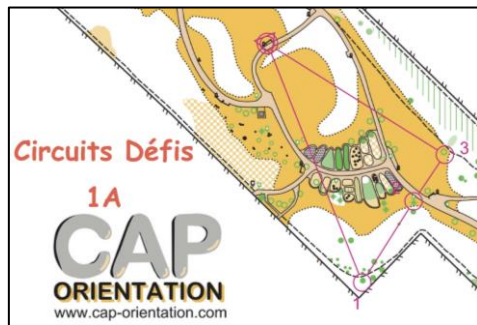 Circuits Défis
1A
CAP
ORIENTATION
www.cap-orientation.com
3
1